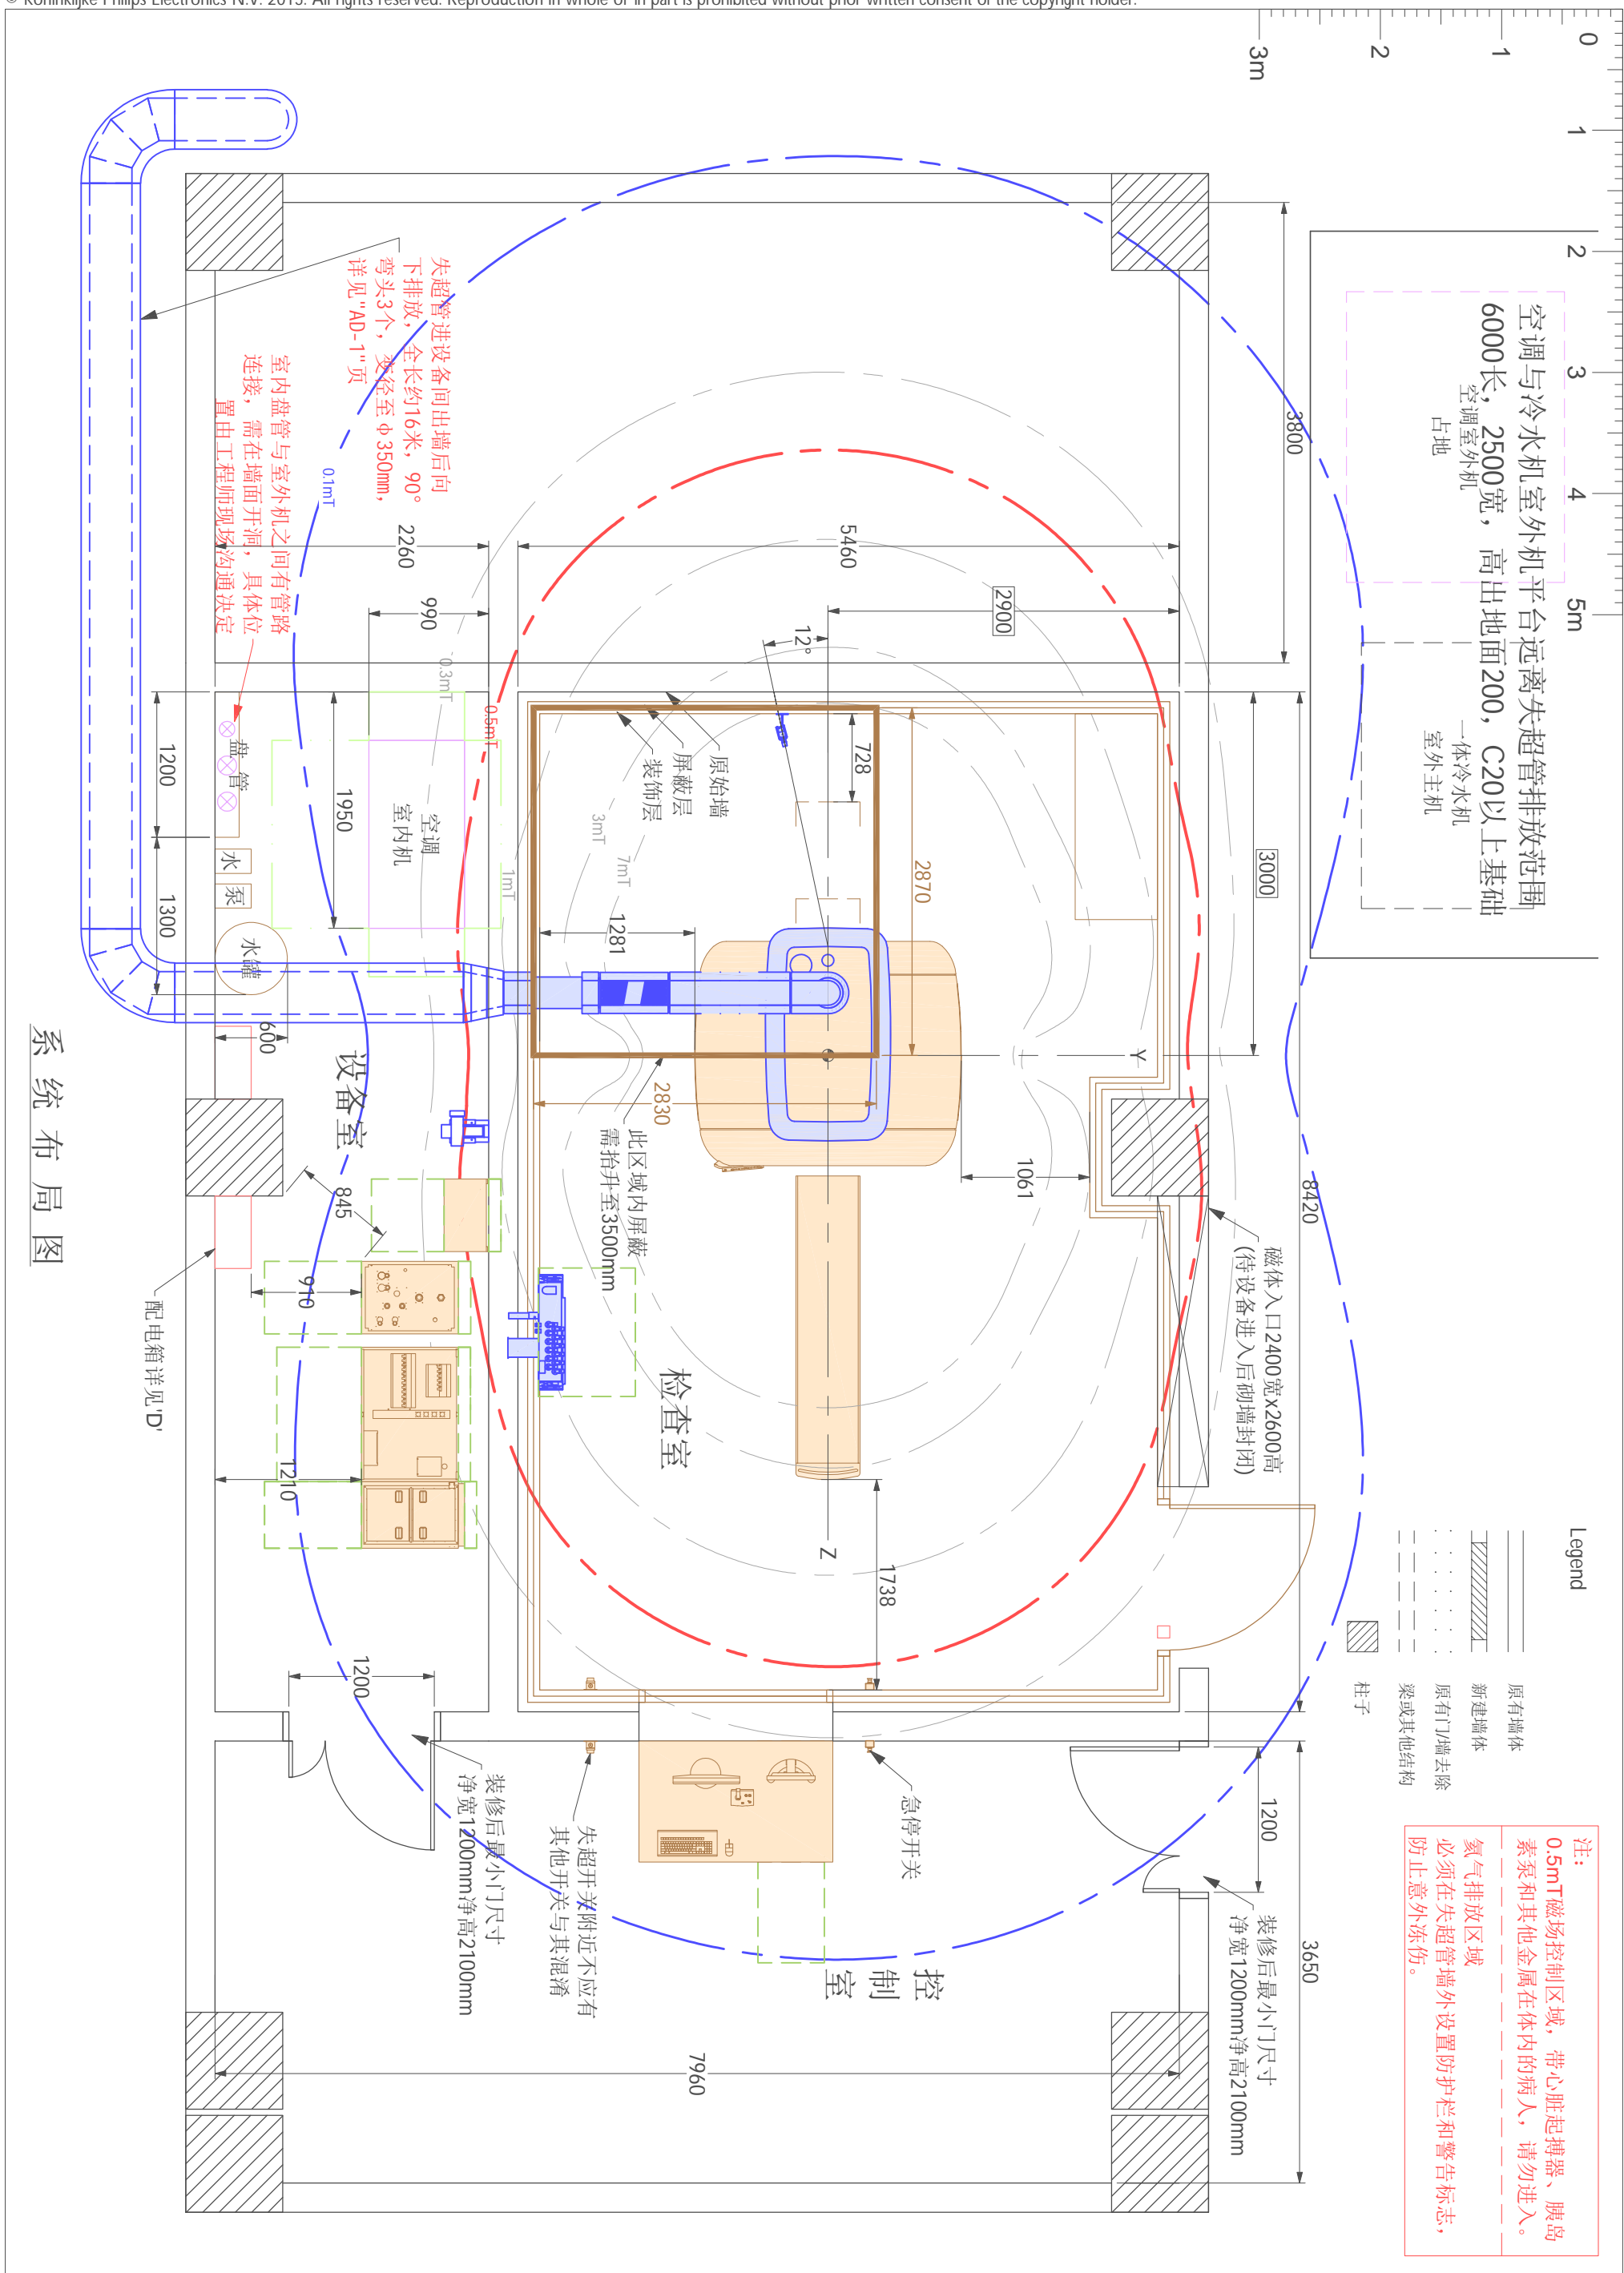 © Koninklijke Philips Electronics N.V. 2015. All rights reserved. Reproduction in whole or in part is prohibited without prior written consent of the copyright holder.
0
1
2
3m
1
2
3
4
5m
空调与冷水机室外机平台远离失超管排放范围
6000长，2500宽，高出地面200，C20以上基础
空调室外机
占地
一体冷水机
室外主机
Legend
原有墙体
新建墙体
原有门/墙去除
梁或其他结构
柱子
注:
0.5mT磁场控制区域，带心脏起搏器、胰岛
素泵和其他金属在体内的病人，请勿进入。
氦气排放区域
必须在失超管墙外设置防护栏和警告标志，
防止意外冻伤。
3800
3000
8420
3650
失超管进设备间出墙后向
下排放，全长约16米，90°
弯头3个，变径至φ350mm，
详见"AD-1"页
室内盘管与室外机之间有管路
连接，需在墙面开洞，具体位
置由工程师现场沟通决定
0.1mT
2260
5460
2900
990
12°
0.3mT
0.5mT
1mT
3mT
7mT
728
2870
原始墙
屏蔽层
装饰层
1281
2830
此区域内屏蔽
需抬升至3500mm
1061
Y
Z
磁体入口2400宽x2600高
(待设备进入后砌墙封闭)
1738
检查室
1200
1300
1950
盘管
空调
室内机
水
泵
水罐
600
设备室
845
910
1210
配电箱详见'D'
1200
装修后最小门尺寸
净宽1200mm净高2100mm
失超开关附近不应有
其他开关与其混淆
急停开关
1200
装修后最小门尺寸
净宽1200mm净高2100mm
控
制
室
7960
系统布局图